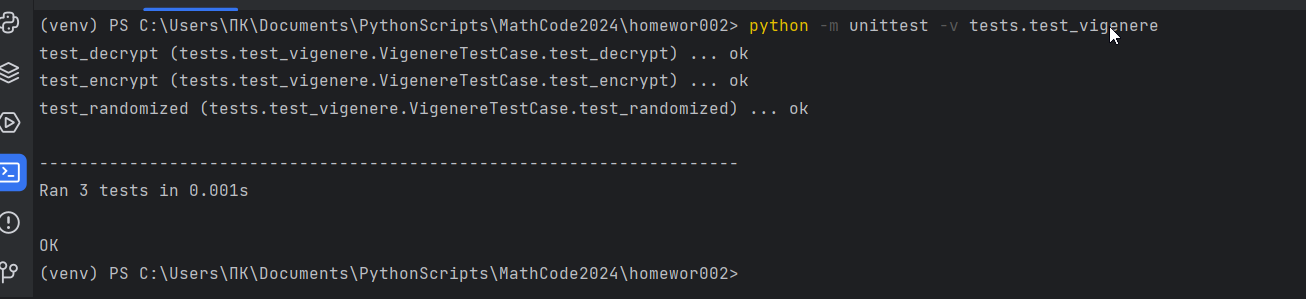 (venv) PS C:\Users\ПК\Documents\PythonScripts\MathCode2024\homewor002> python -m unittest -v tests.test_vigenere
test_decrypt (tests.test_vigenere.VigenereTestCase.test_decrypt) ... ok
test_encrypt (tests.test_vigenere.VigenereTestCase.test_encrypt) ... ok
test_randomized (tests.test_vigenere.VigenereTestCase.test_randomized) ... ok
----------------------------------------------------------------------
Ran 3 tests in 0.001s
OK
(venv) PS C:\Users\ПК\Documents\PythonScripts\MathCode2024\homewor002>